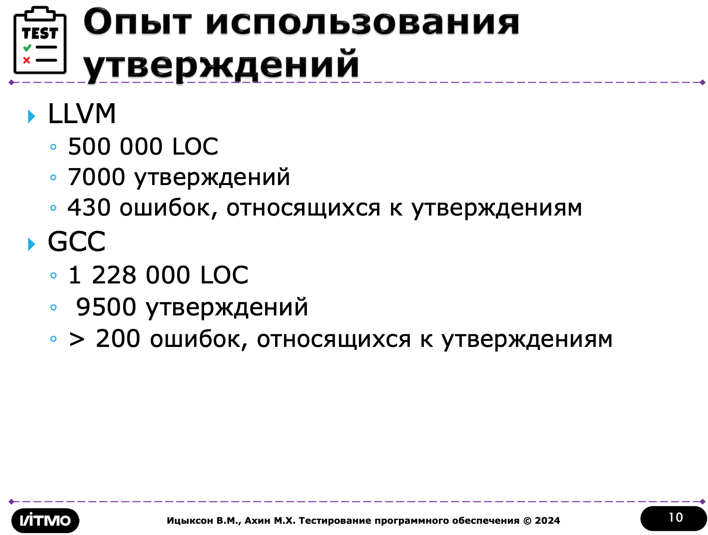 TEST
Опыт использования
утверждений
LLVM
500 000 LOC
7000 утверждений
430 ошибок, относящихся к утверждениям
GCC
1 228 000 LOC
9500 утверждений
> 200 ошибок, относящихся к утверждениям
ИТМО
Ицыксон В.М., Ахин М.Х. Тестирование программного обеспечения © 2024
10